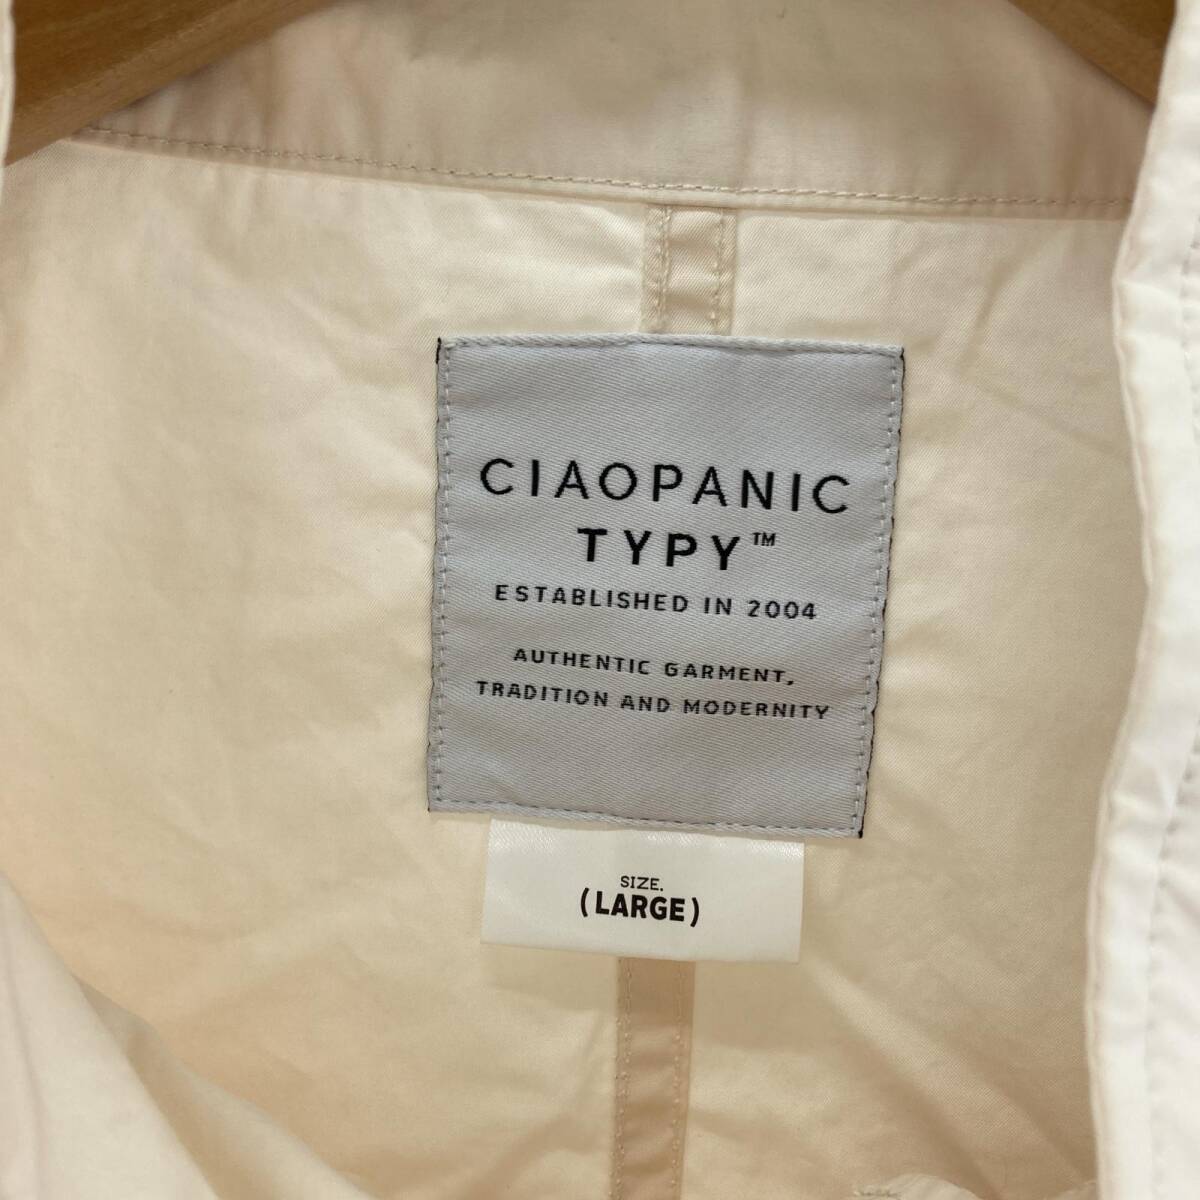 CIAOPANIC
TYPY™
ESTABLISHED IN 2004
AUTHENTIC GARMENT,
TRADITION AND MODERNITY
SIZE.
(LARGE)